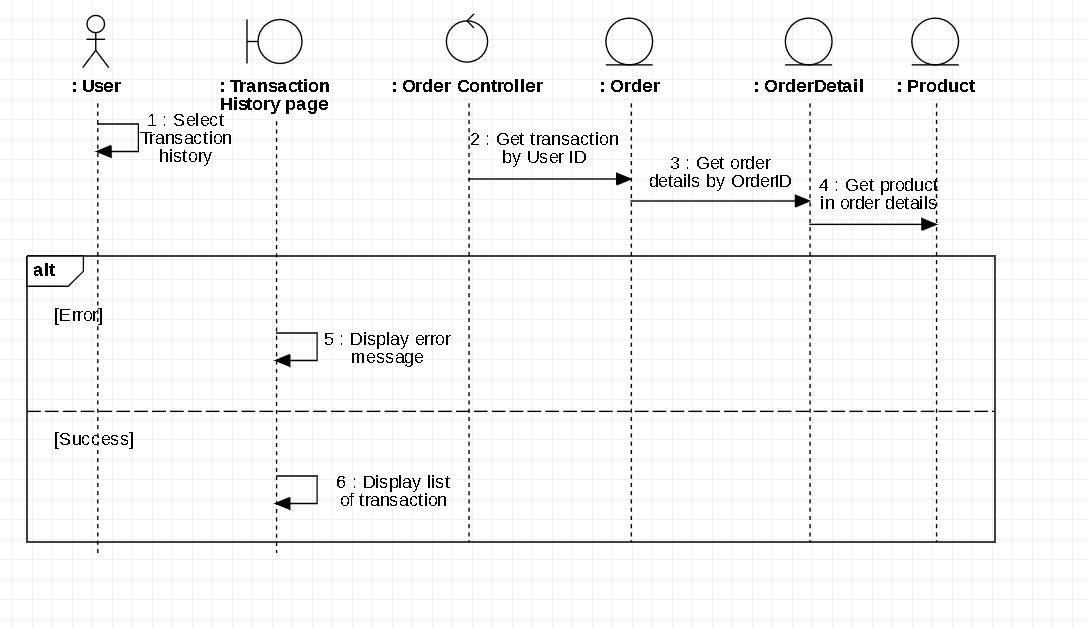 : User
: Transaction
History page
: Order Controller
: Order
: OrderDetail
: Product
1 : Select
Transaction
history
2 : Get transaction
by User ID
3 : Get order
details by OrderID
4 : Get product
in order details
alt
[Error]
5 : Display error
message
[Success]
6 : Display list
of transaction